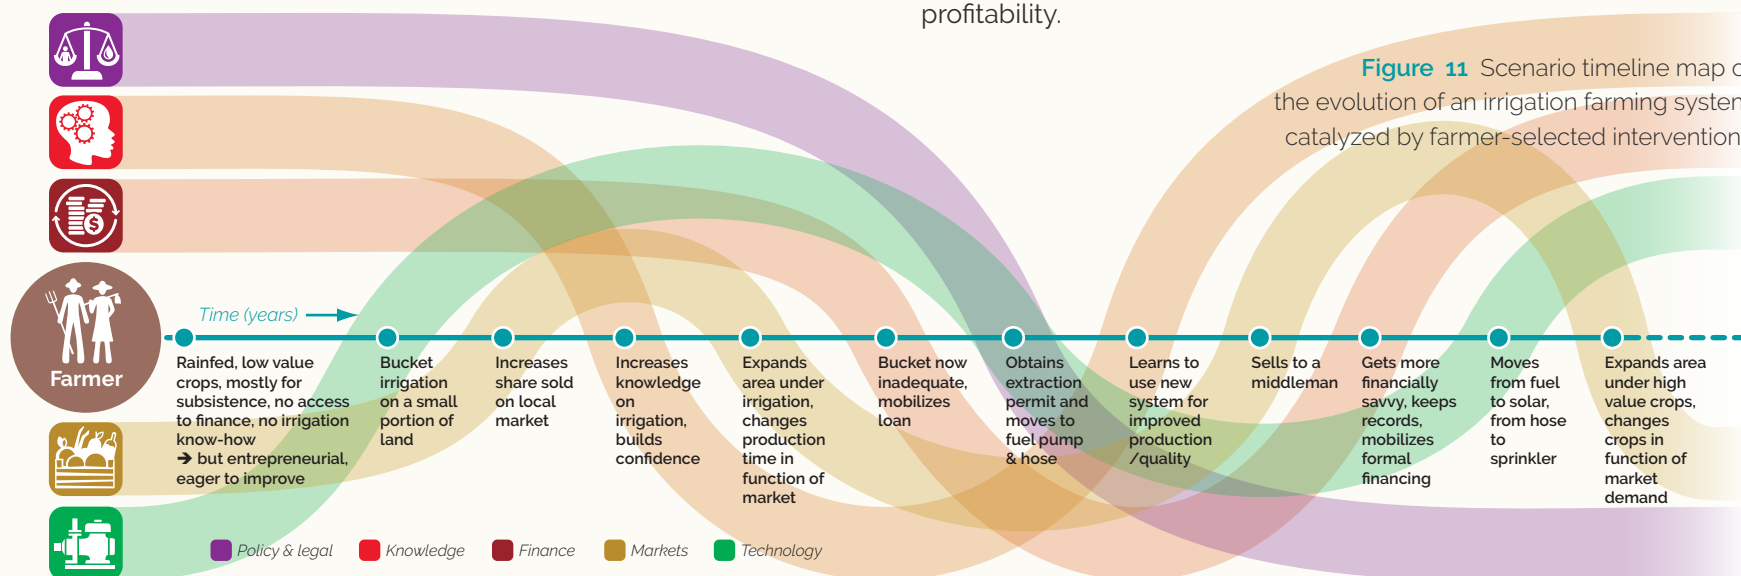 profitability.
Figure 11 Scenario timeline map
the evolution of an irrigation farming
catalyzed by farmer-selected
Time (years)
Farmer
Rainfed, low value
crops, mostly for
subsistence, no access
to finance, no irrigation
know-how
➔ but entrepreneurial,
eager to improve
Bucket
irrigation
on a small
portion of
land
Increases
share sold
on local
market
Increases
knowledge
on
irrigation,
builds
confidence
Expands
area under
irrigation,
changes
production
time in
function of
market
Bucket now
inadequate,
mobilizes
loan
Obtains
extraction
permit and
moves to
fuel pump
& hose
Learns to
use new
system for
improved
production
/quality
Sells to a
middleman
Gets more
financially
savvy, keeps
records,
mobilizes
formal
financing
Moves
from fuel
to solar,
from hose
to
sprinkler
Expands area
under high
value crops,
changes
crops in
function of
market
demand
$
Policy & legal
Knowledge
Finance
Markets
Technology